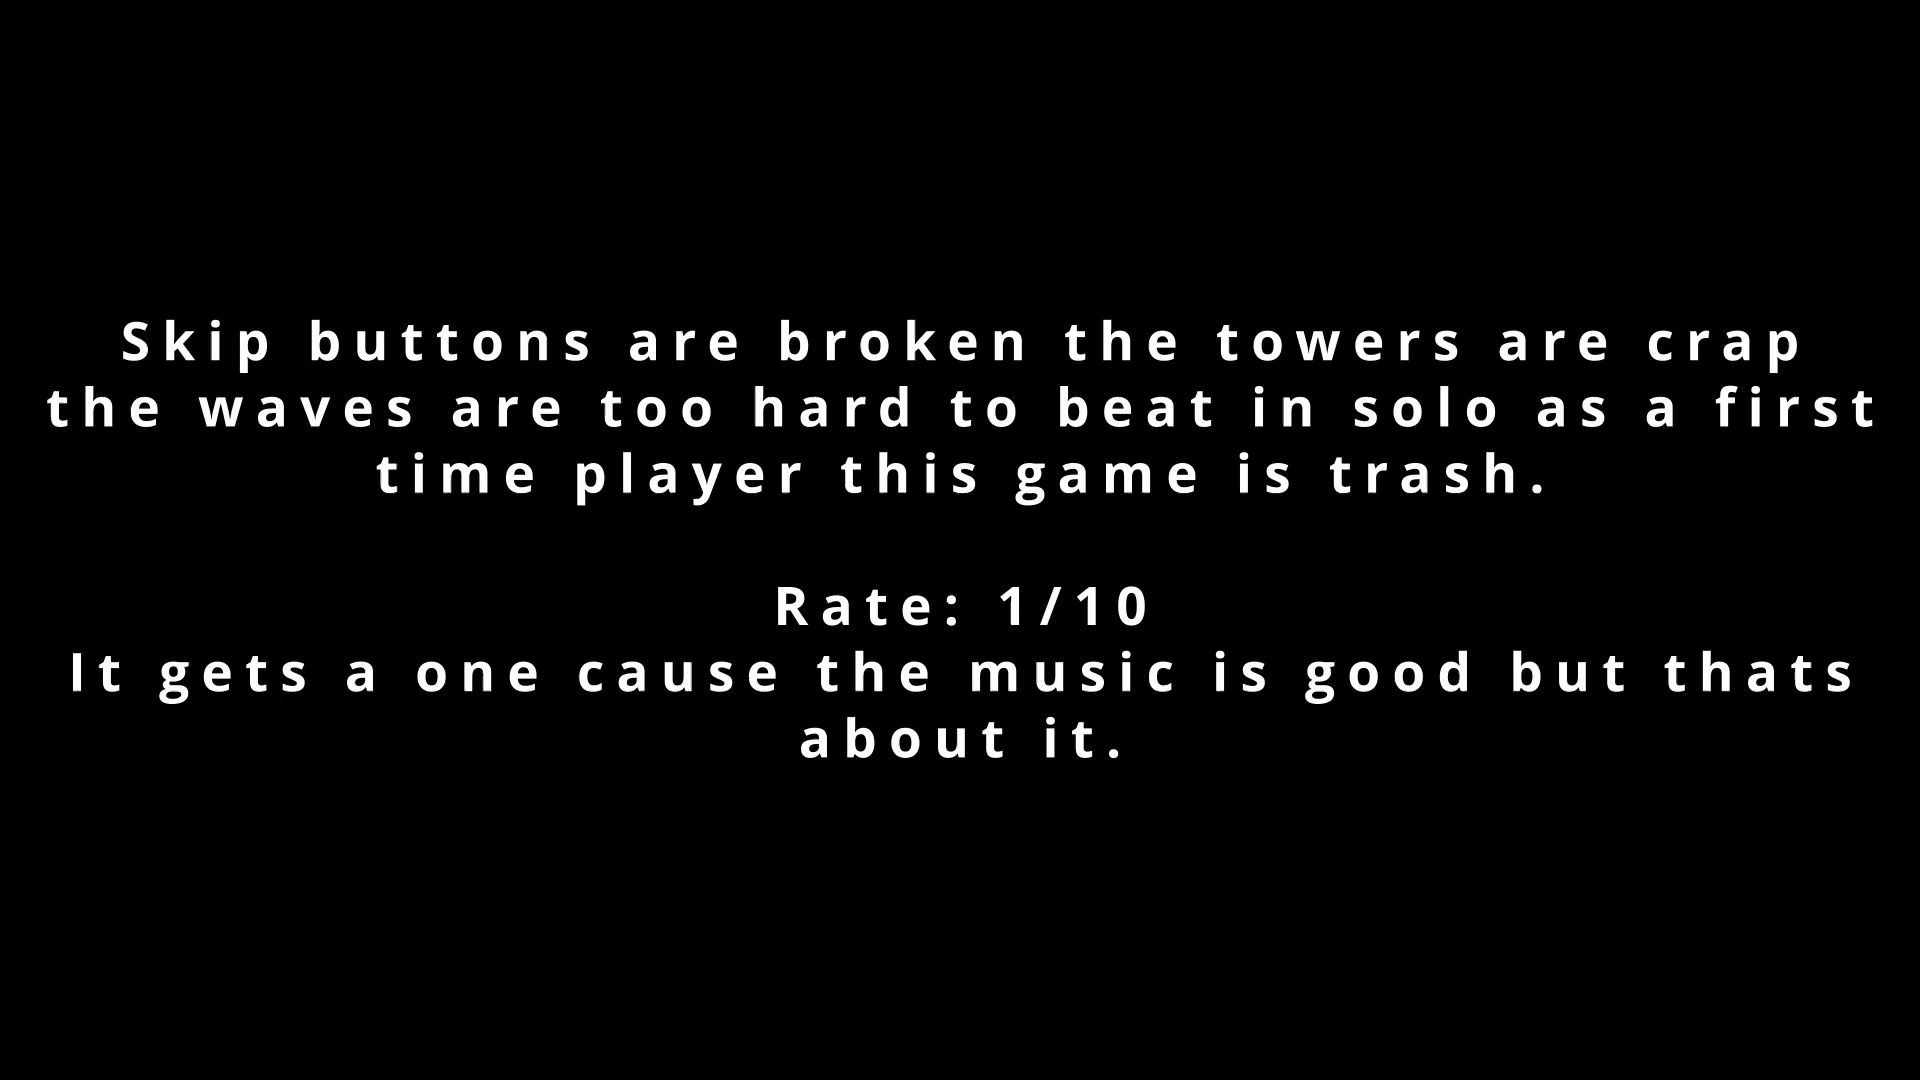 Skip buttons are broken the towers are crap
the waves are too hard to beat in solo as a first
time player this game is trash.
Rate: 1/10
It gets a one cause the music is good but thats
about it.